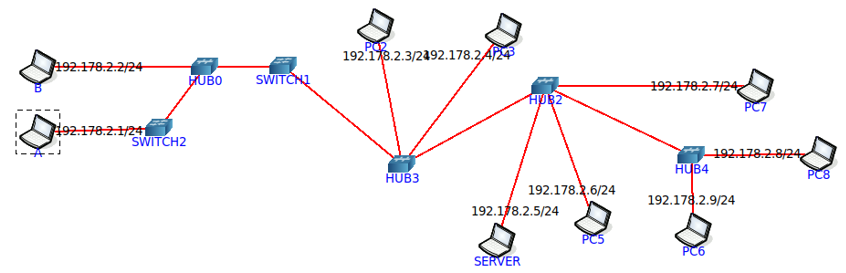 PC2
192.178.2.3/24
192.178.2.4/24
PC3
192.178.2.2/24
B
HUB0
SWITCH1
192.178.2.1/24
A
SWITCH2
HUB3
HUB2
192.178.2.7/24
PC7
HUB4
192.178.2.8/24
PC8
192.178.2.6/24
192.178.2.5/24
192.178.2.9/24
PC5
PC6
SERVER